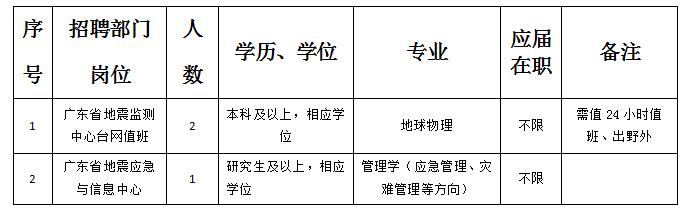 序号 招聘部门岗位 人数 学历、学位 专业 应届在职 备注
1 广东省地震监测中心台网值班 2 本科及以上，相应学位 地球物理 不限 需值 24 小时值班、出野外
2 广东省地震应急与信息中心 1 研究生及以上，相应学位 管理学（应急管理、灾难管理等方向） 不限